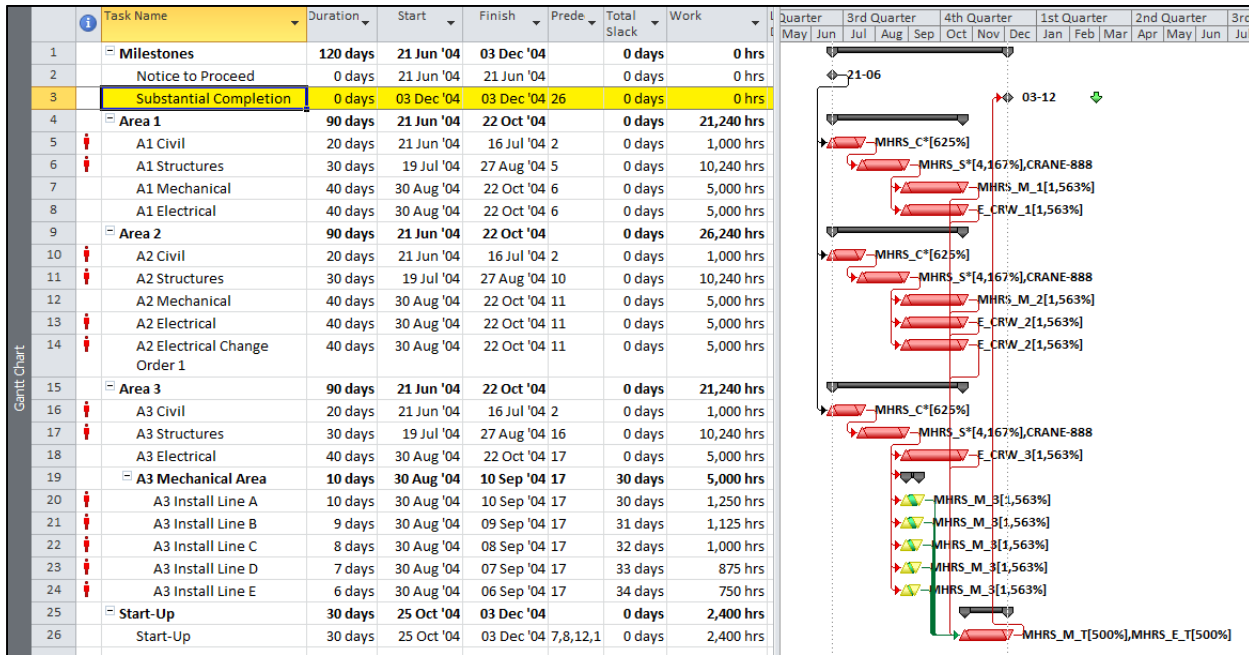 Task Name Duration Start Finish Prede Total Slack Work Quarter 3rd Quarter 4th Quarter 1st Quarter 2nd Quarter 3rd
May Jun Jul Aug Sep Oct Nov Dec Jan Feb Mar Apr May Jun Ju
1 Milestones 120 days 21 Jun '04 03 Dec '04 0 days 0 hrs
2 Notice to Proceed 0 days 21 Jun '04 21 Jun '04 0 days 0 hrs 21-06
3 Substantial Completion 0 days 03 Dec '04 03 Dec '04 26 0 days 0 hrs 03-12
4 Area 1 90 days 21 Jun '04 22 Oct '04 0 days 21,240 hrs
5 A1 Civil 20 days 21 Jun '04 16 Jul '04 2 0 days 1,000 hrs MHRS_C*[625%]
6 A1 Structures 30 days 19 Jul '04 27 Aug '04 5 0 days 10,240 hrs MHRS_S*[4,167%],CRANE-888
7 A1 Mechanical 40 days 30 Aug '04 22 Oct '04 6 0 days 5,000 hrs MHRS_M_1[1,563%]
8 A1 Electrical 40 days 30 Aug '04 22 Oct '04 6 0 days 5,000 hrs E_CRW_1[1,563%]
9 Area 2 90 days 21 Jun '04 22 Oct '04 0 days 26,240 hrs
10 A2 Civil 20 days 21 Jun '04 16 Jul '04 2 0 days 1,000 hrs MHRS_C*[625%]
11 A2 Structures 30 days 19 Jul '04 27 Aug '04 10 0 days 10,240 hrs MHRS_S*[4,167%],CRANE-888
12 A2 Mechanical 40 days 30 Aug '04 22 Oct '04 11 0 days 5,000 hrs MHRS_M_2[1,563%]
13 A2 Electrical 40 days 30 Aug '04 22 Oct '04 11 0 days 5,000 hrs E_CRW_2[1,563%]
14 A2 Electrical Change 40 days 30 Aug '04 22 Oct '04 11 0 days 5,000 hrs E_CRW_2[1,563%]
Order 1
15 Area 3 90 days 21 Jun '04 22 Oct '04 0 days 21,240 hrs
16 A3 Civil 20 days 21 Jun '04 16 Jul '04 2 0 days 1,000 hrs MHRS_C*[625%]
17 A3 Structures 30 days 19 Jul '04 27 Aug '04 16 0 days 10,240 hrs MHRS_S*[4,167%],CRANE-888
18 A3 Electrical 40 days 30 Aug '04 22 Oct '04 17 0 days 5,000 hrs E_CRW_3[1,563%]
19 A3 Mechanical Area 10 days 30 Aug '04 10 Sep '04 17 30 days 5,000 hrs
20 A3 Install Line A 10 days 30 Aug '04 10 Sep '04 17 30 days 1,250 hrs MHRS_M_3[1,563%]
21 A3 Install Line B 9 days 30 Aug '04 09 Sep '04 17 31 days 1,125 hrs MHRS_M_3[1,563%]
22 A3 Install Line C 8 days 30 Aug '04 08 Sep '04 17 32 days 1,000 hrs MHRS_M_3[1,563%]
23 A3 Install Line D 7 days 30 Aug '04 07 Sep '04 17 33 days 875 hrs MHRS_M_3[1,563%]
24 A3 Install Line E 6 days 30 Aug '04 06 Sep '04 17 34 days 750 hrs MHRS_M_3[1,563%]
25 Start-Up 30 days 25 Oct '04 03 Dec '04 0 days 2,400 hrs
26 Start-Up 30 days 25 Oct '04 03 Dec '04 7,8,12,1 0 days 2,400 hrs MHRS_M_T[500%],MHRS_E_T[500%]
Gantt Chart